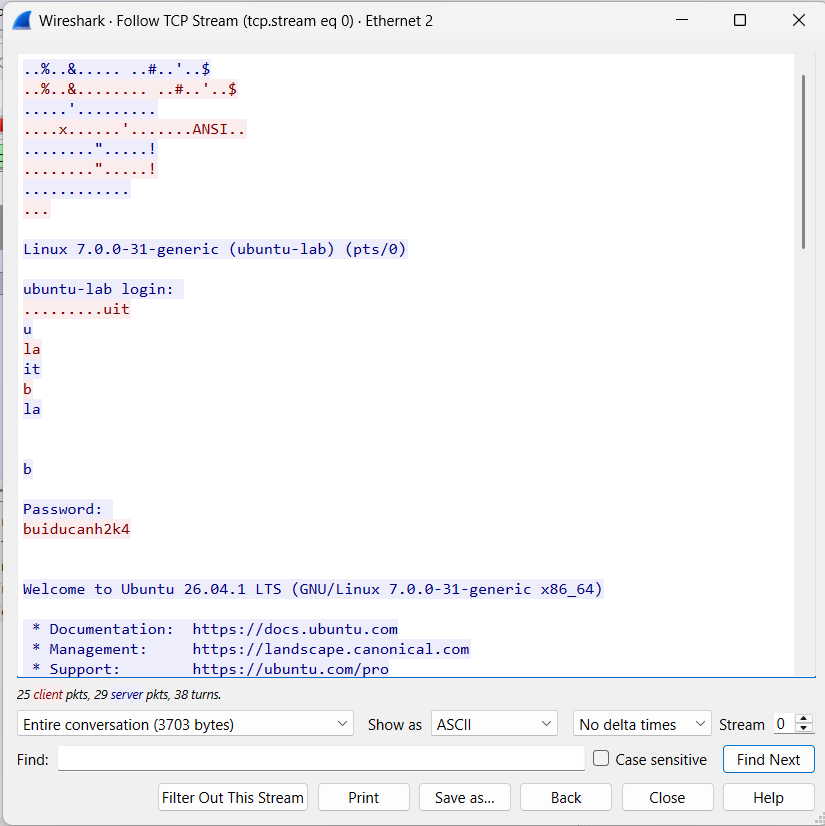 Wireshark · Follow TCP Stream (tcp.stream eq 0) · Ethernet 2
..%..&..... ..#..'..$
..%..&........ ..#..'..$
.....'.........
....x......'.......ANSI..
........".....!
........".....!
............
...
Linux 7.0.0-31-generic (ubuntu-lab) (pts/0)
ubuntu-lab login:
.........uit
u
la
it
b
la
b
Password:
buiducanh2k4
Welcome to Ubuntu 26.04.1 LTS (GNU/Linux 7.0.0-31-generic x86_64)
* Documentation: https://docs.ubuntu.com
* Management: https://landscape.canonical.com
* Support: https://ubuntu.com/pro
25 client pkts, 29 server pkts, 38 turns.
Entire conversation (3703 bytes) Show as ASCII No delta times Stream 0
Find: Case sensitive Find Next
Filter Out This Stream Print Save as... Back Close Help